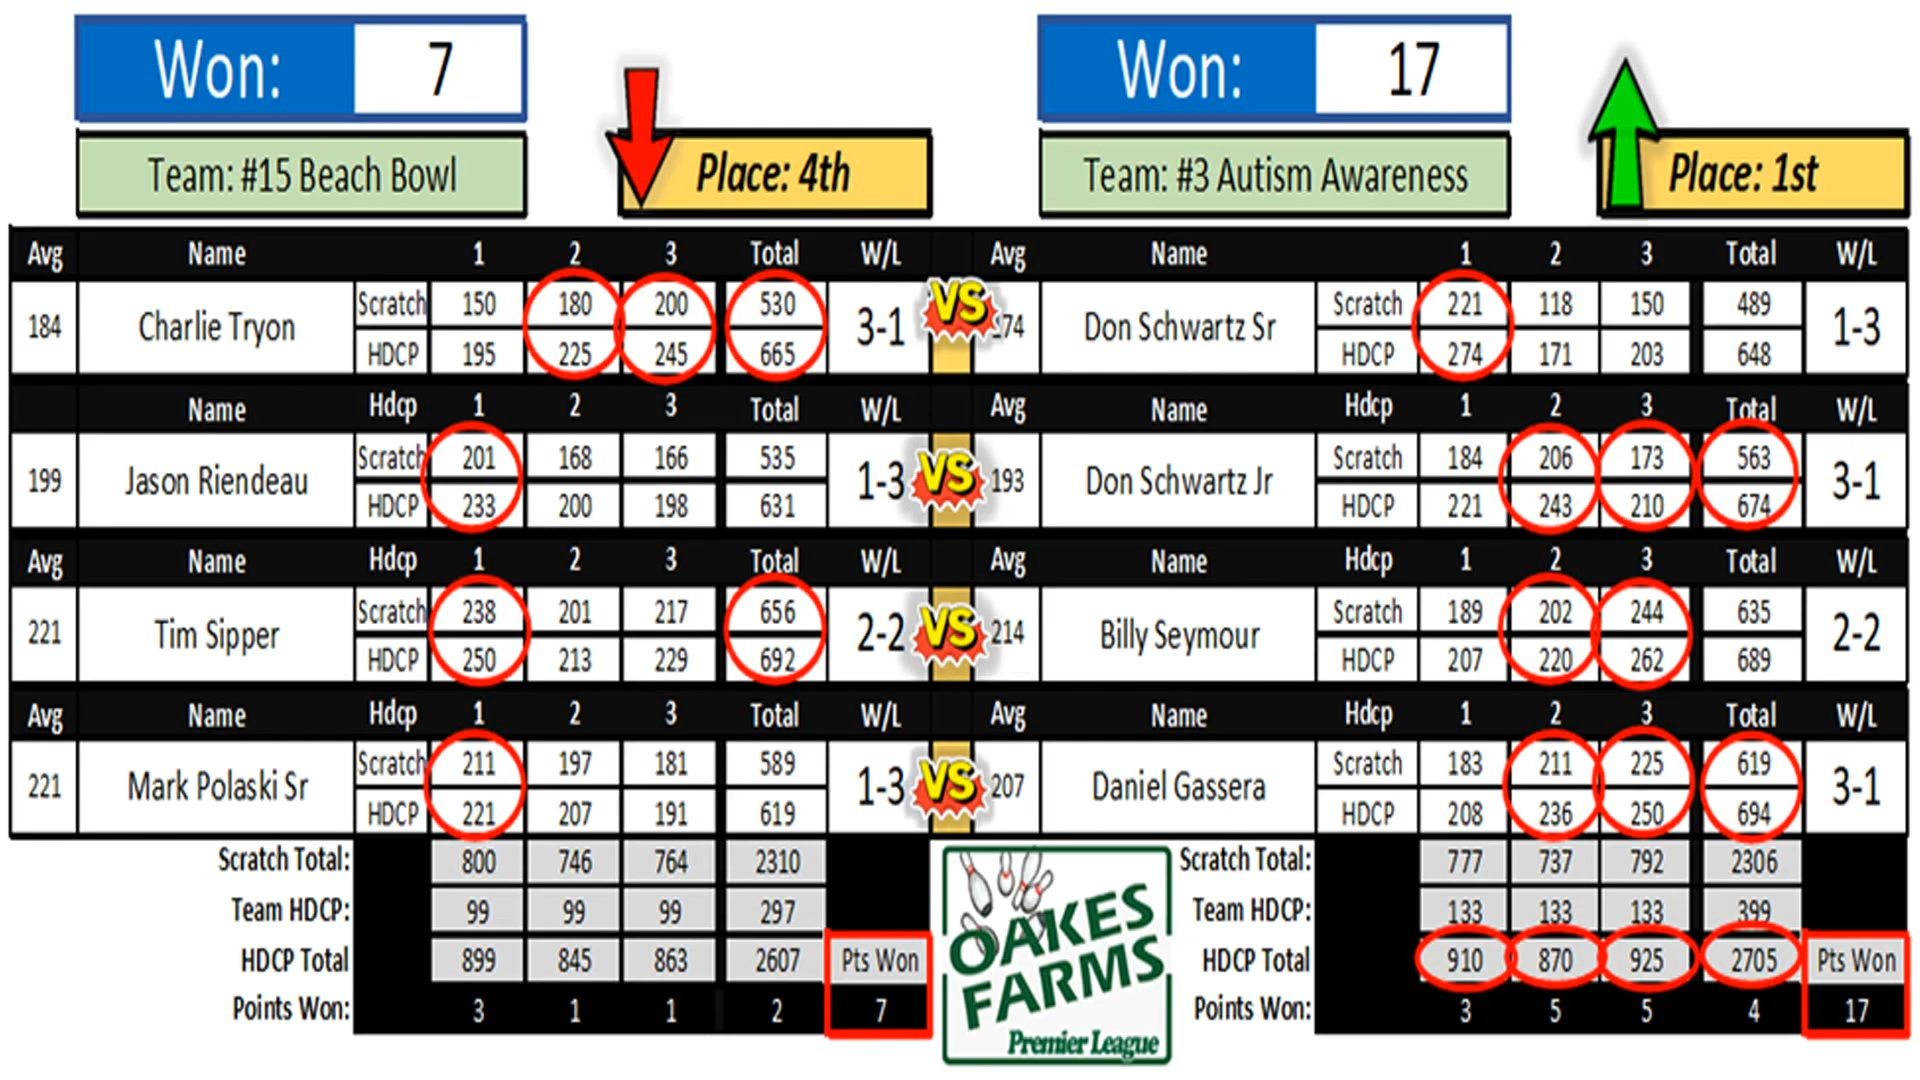 Won: 7 Won: 17
Team: #15 Beach Bowl Place: 4th Team: #3 Autism Awareness Place: 1st
Avg Name 1 2 3 Total W/L Avg Name 1 2 3 Total W/L
184 Charlie Tryon Scratch 150 180 200 530 3-1 VS 74 Don Schwartz Sr Scratch 221 118 150 489 1-3
HDCP 195 225 245 665 HDCP 274 171 203 648
Name Hdcp 1 2 3 Total W/L Avg Name Hdcp 1 2 3 Total W/L
199 Jason Riendeau Scratch 201 168 166 535 1-3 VS 193 Don Schwartz Jr Scratch 184 206 173 563 3-1
HDCP 233 200 198 631 HDCP 221 243 210 674
Avg Name Hdcp 1 2 3 Total W/L Avg Name Hdcp 1 2 3 Total W/L
221 Tim Sipper Scratch 238 201 217 656 2-2 VS 214 Billy Seymour Scratch 189 202 244 635 2-2
HDCP 250 213 229 692 HDCP 207 220 262 689
Avg Name Hdcp 1 2 3 Total W/L Avg Name Hdcp 1 2 3 Total W/L
221 Mark Polaski Sr Scratch 211 197 181 589 1-3 VS 207 Daniel Gassera Scratch 183 211 225 619 3-1
HDCP 221 207 191 619 HDCP 208 236 250 694
Scratch Total: 800 746 764 2310 Scratch Total: 777 737 792 2306
Team HDCP: 99 99 99 297 Team HDCP: 133 133 133 399
HDCP Total 899 845 863 2607 Pts Won HDCP Total 910 870 925 2705 Pts Won
Points Won: 3 1 1 2 7 Points Won: 3 5 5 4 17
OAKES
FARMS
Premier League